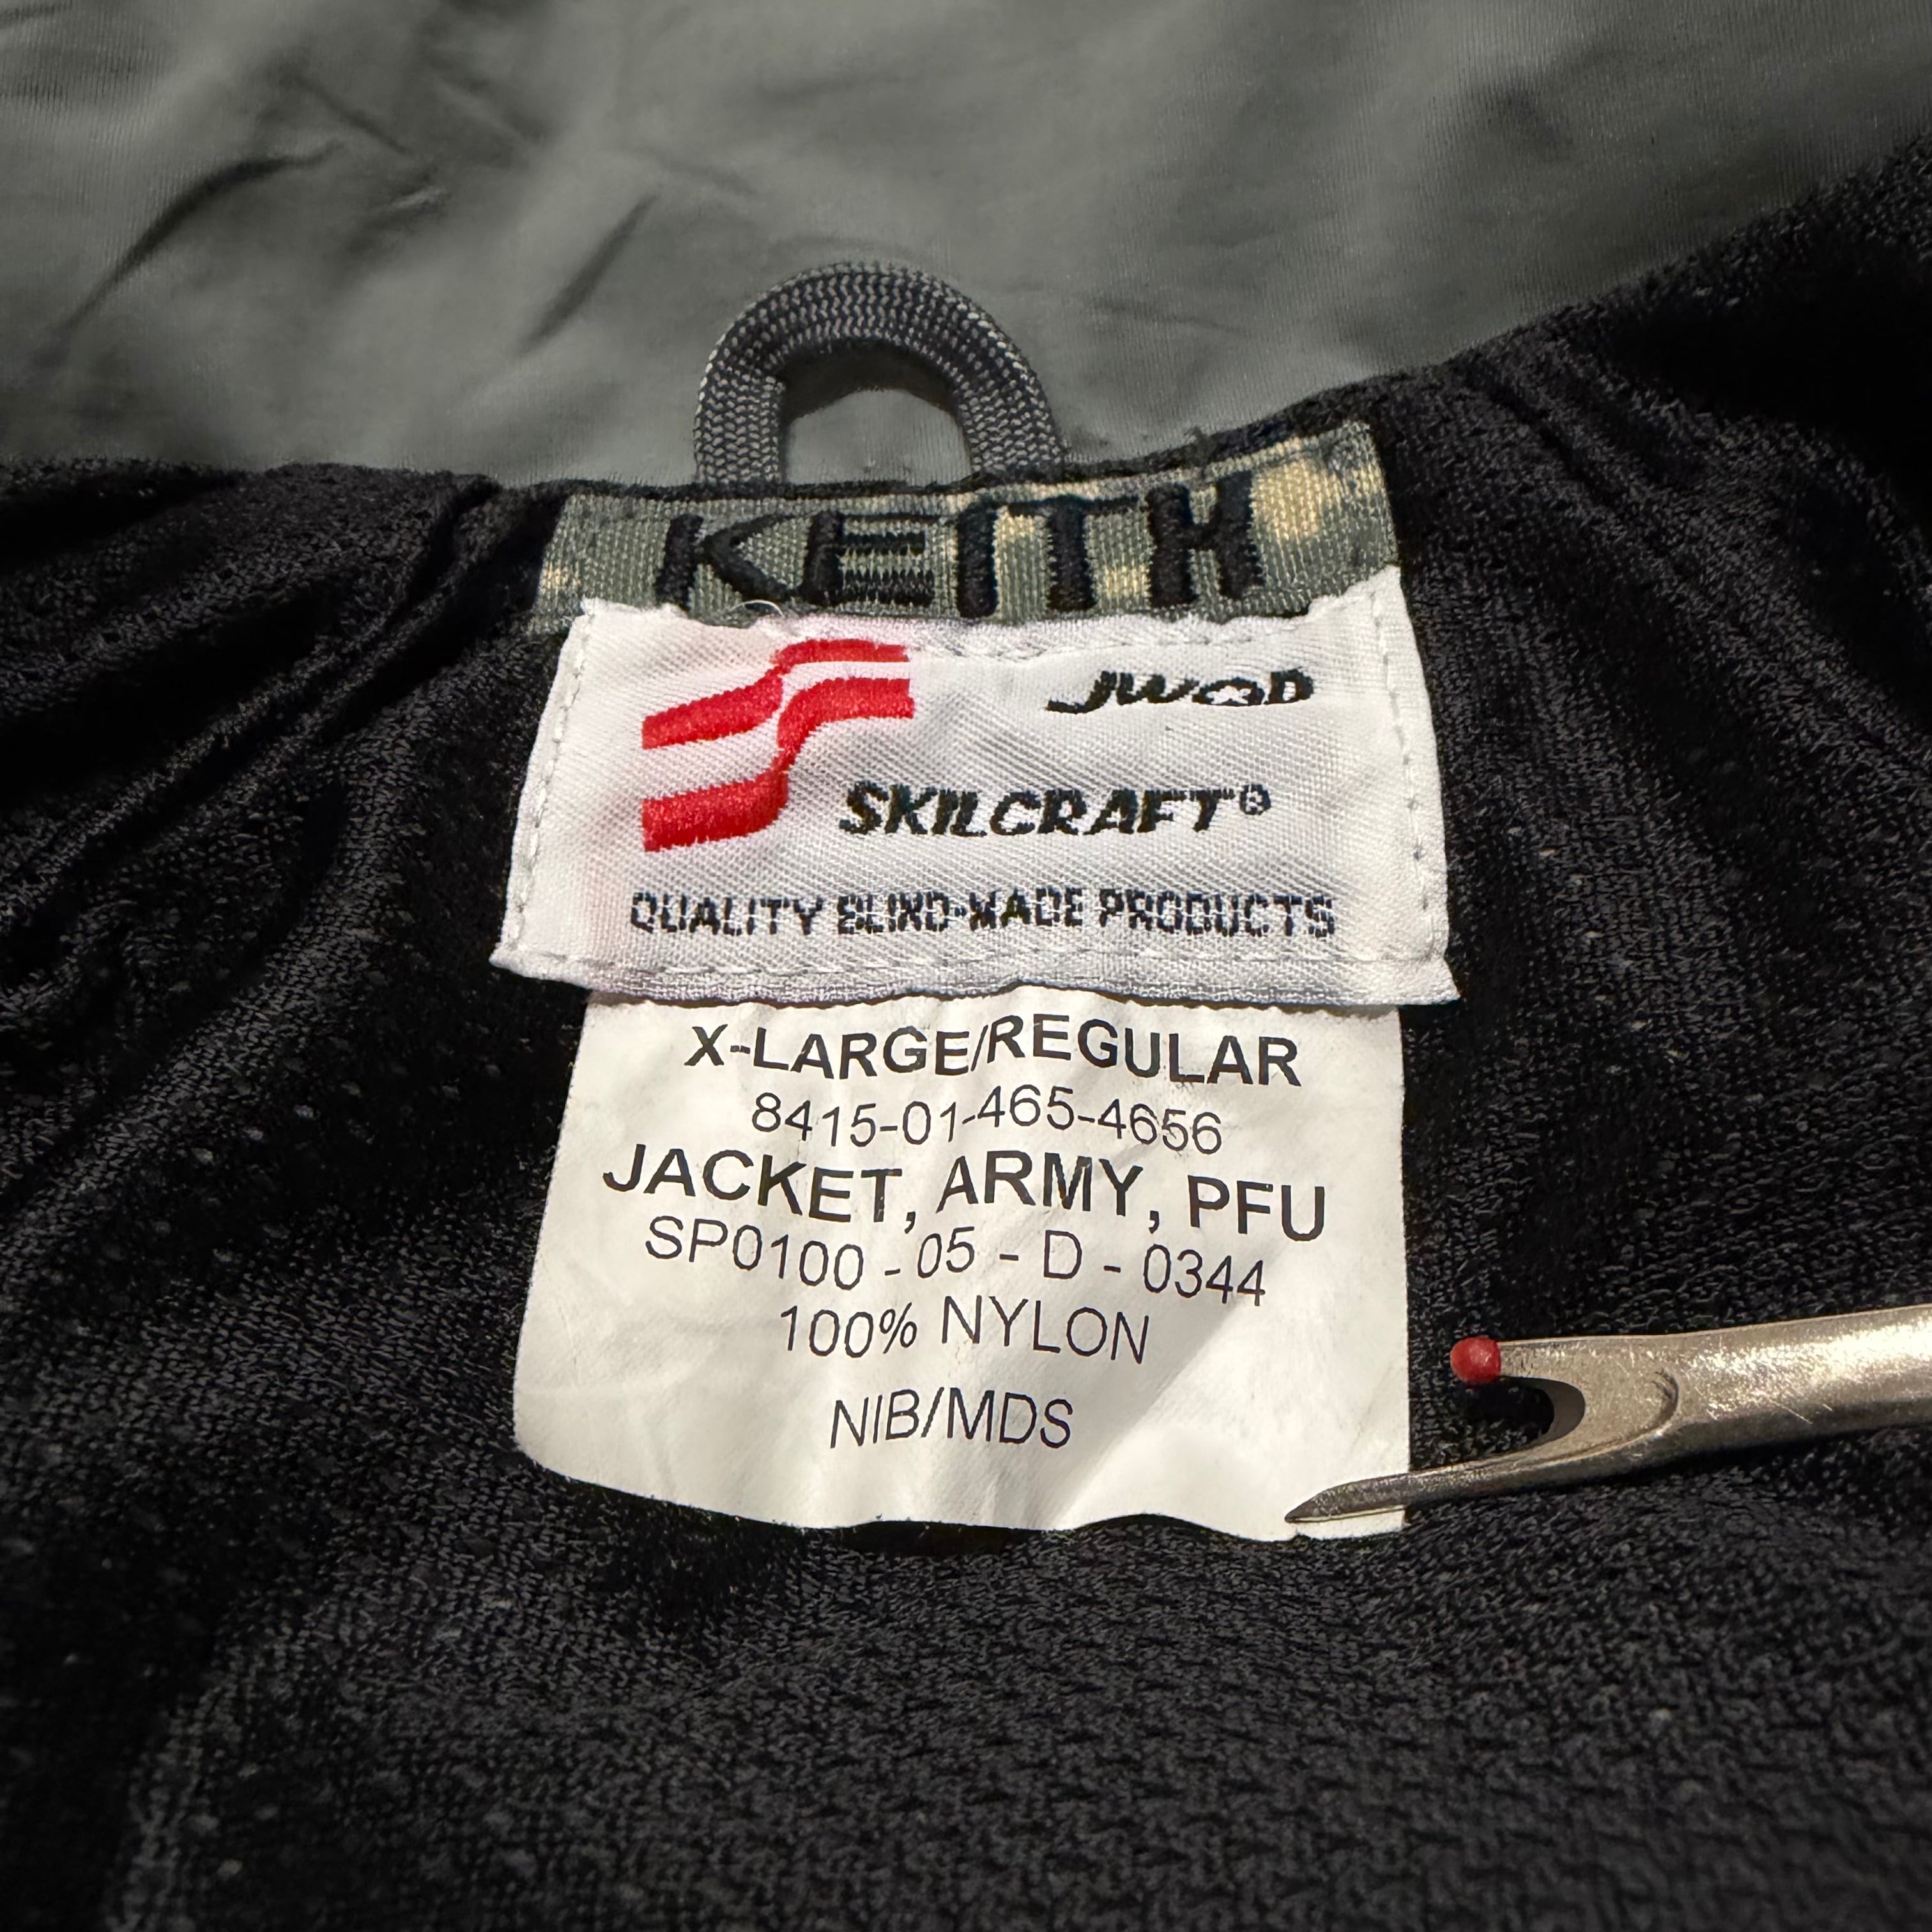 KEITH
JWOD
SKILCRAFT®
QUALITY BLIND-MADE PRODUCTS
X-LARGE/REGULAR
8415-01-465-4656
JACKET, ARMY, PFU
SP0100 - 05 - D - 0344
100% NYLON
NIB/MDS